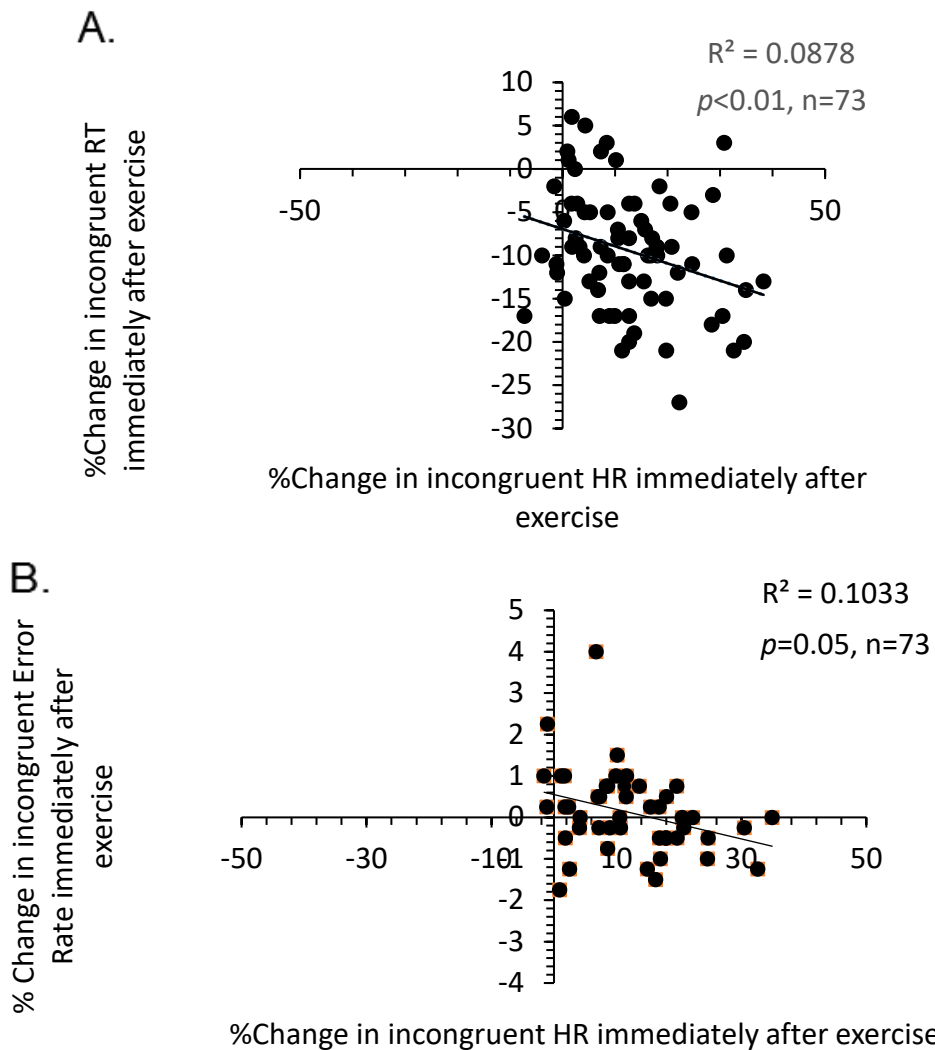 A.
R² = 0.0878
p<0.01, n=73
10
5
0
-5
-10
-15
-20
-25
-30
-50
50
%Change in incongruent RT
immediately after exercise
%Change in incongruent HR immediately after
exercise
B.
R² = 0.1033
p=0.05, n=73
5
4
3
2
1
0
-1
-2
-3
-4
-50
-30
-10
10
30
50
% Change in incongruent Error
Rate immediately after
exercise
%Change in incongruent HR immediately after exercise